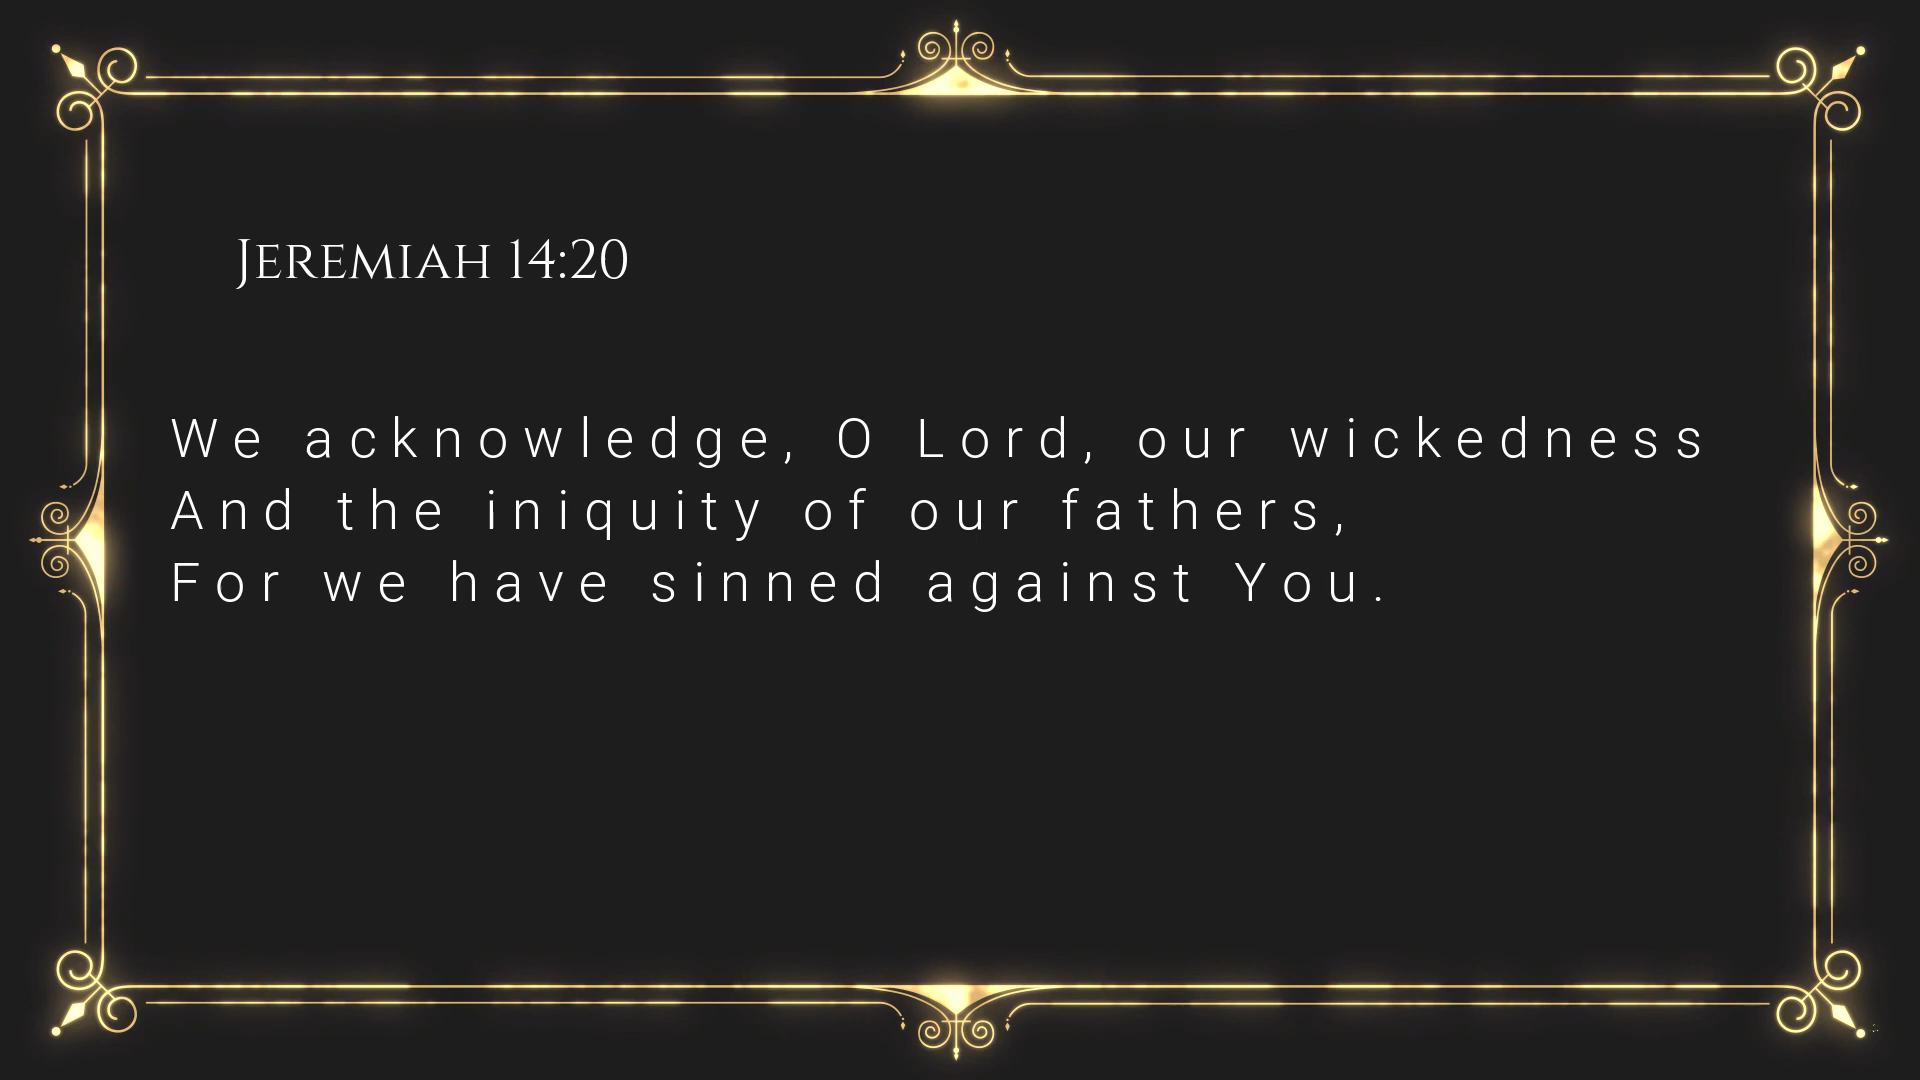 Jeremiah 14:20
We acknowledge, O Lord, our wickedness
And the iniquity of our fathers,
For we have sinned against You.